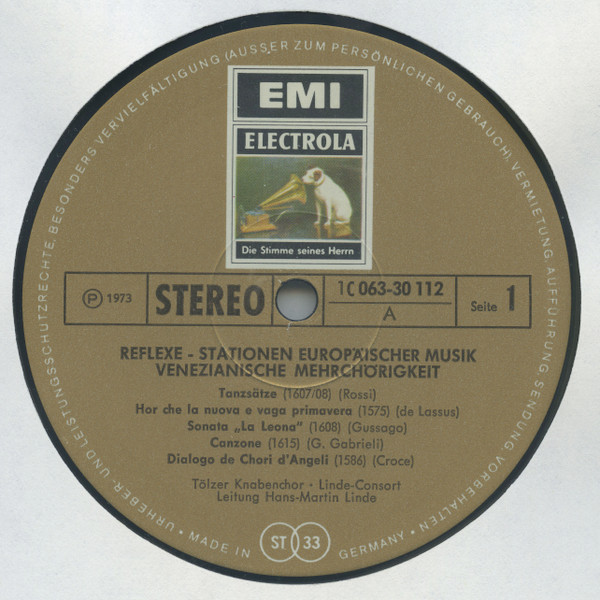 EMI
ELECTROLA
Die Stimme seines Herrn
℗ 1973
STEREO
1C 063-30 112
A
Seite 1
REFLEXE - STATIONEN EUROPÄISCHER MUSIK
VENEZIANISCHE MEHRCHÖRIGKEIT
Tanzsätze (1607/08) (Rossi)
Hor che la nuova e vaga primavera (1575) (de Lassus)
Sonata „La Leona" (1608) (Gussago)
Canzone (1615) (G. Gabrieli)
Dialogo de Chori d'Angeli (1586) (Croce)
Tölzer Knabenchor · Linde-Consort
Leitung Hans-Martin Linde
URHEBER- UND LEISTUNGSSCHUTZRECHTE, BESONDERS VERVIELFÄLTIGUNG (AUSSER ZUM PERSÖNLICHEN GEBRAUCH), VERMIETUNG, AUFFÜHRUNG, SENDUNG VORBEHALTEN
• MADE IN GERMANY •
ST 33